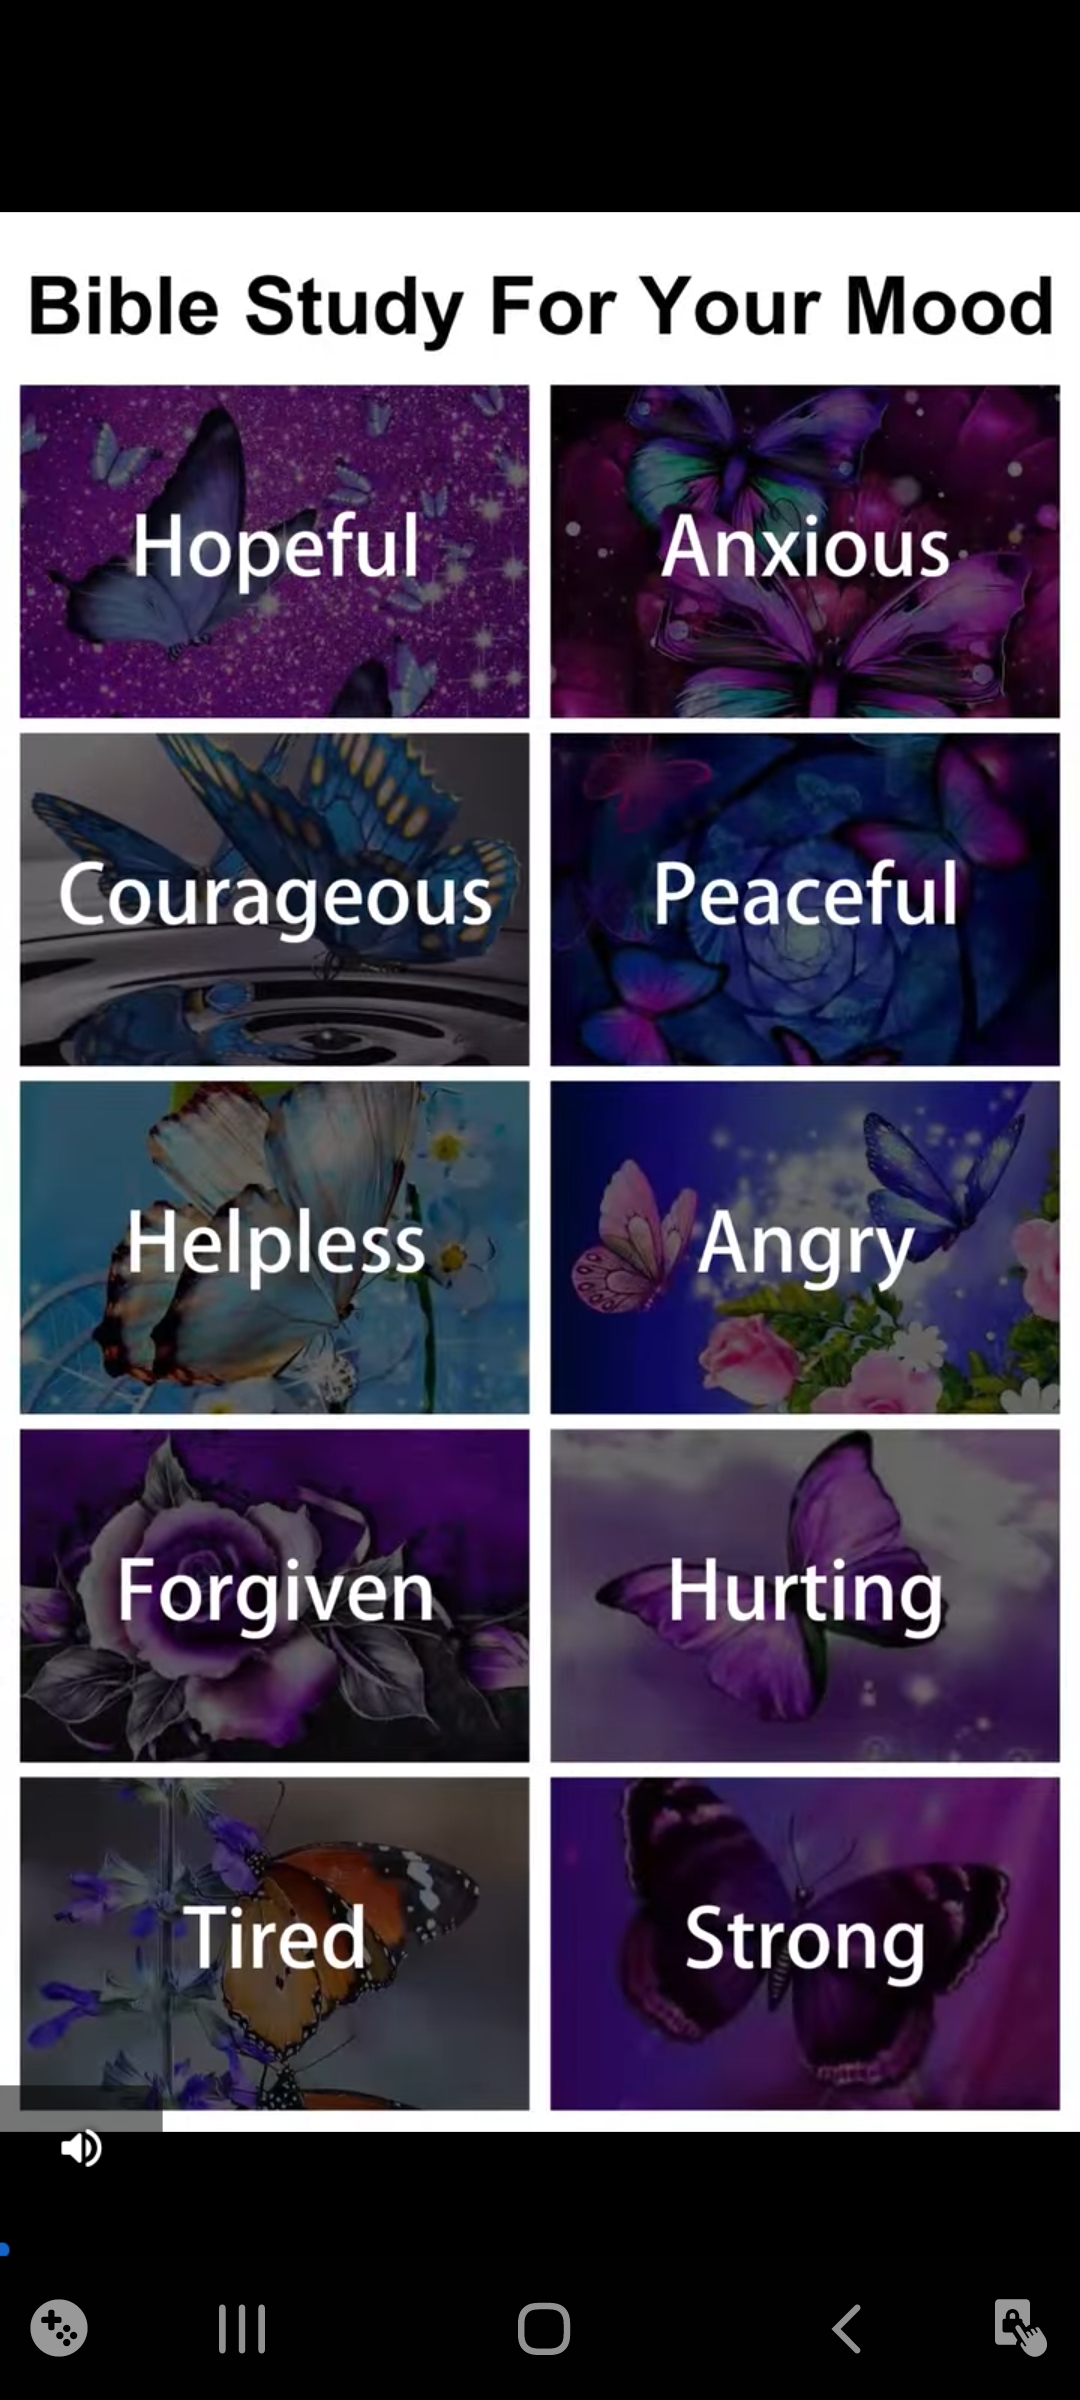 Bible Study For Your Mood
Hopeful
Anxious
Courageous
Peaceful
Helpless
Angry
Forgiven
Hurting
Tired
Strong